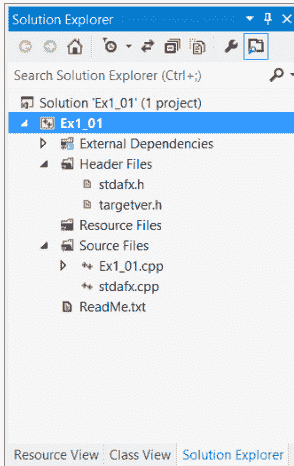 Solution Explorer
Search Solution Explorer (Ctrl+;)
Solution 'Ex1_01' (1 project)
Ex1_01
External Dependencies
Header Files
stdafx.h
targetver.h
Resource Files
Source Files
Ex1_01.cpp
stdafx.cpp
ReadMe.txt
Resource View Class View Solution Explorer